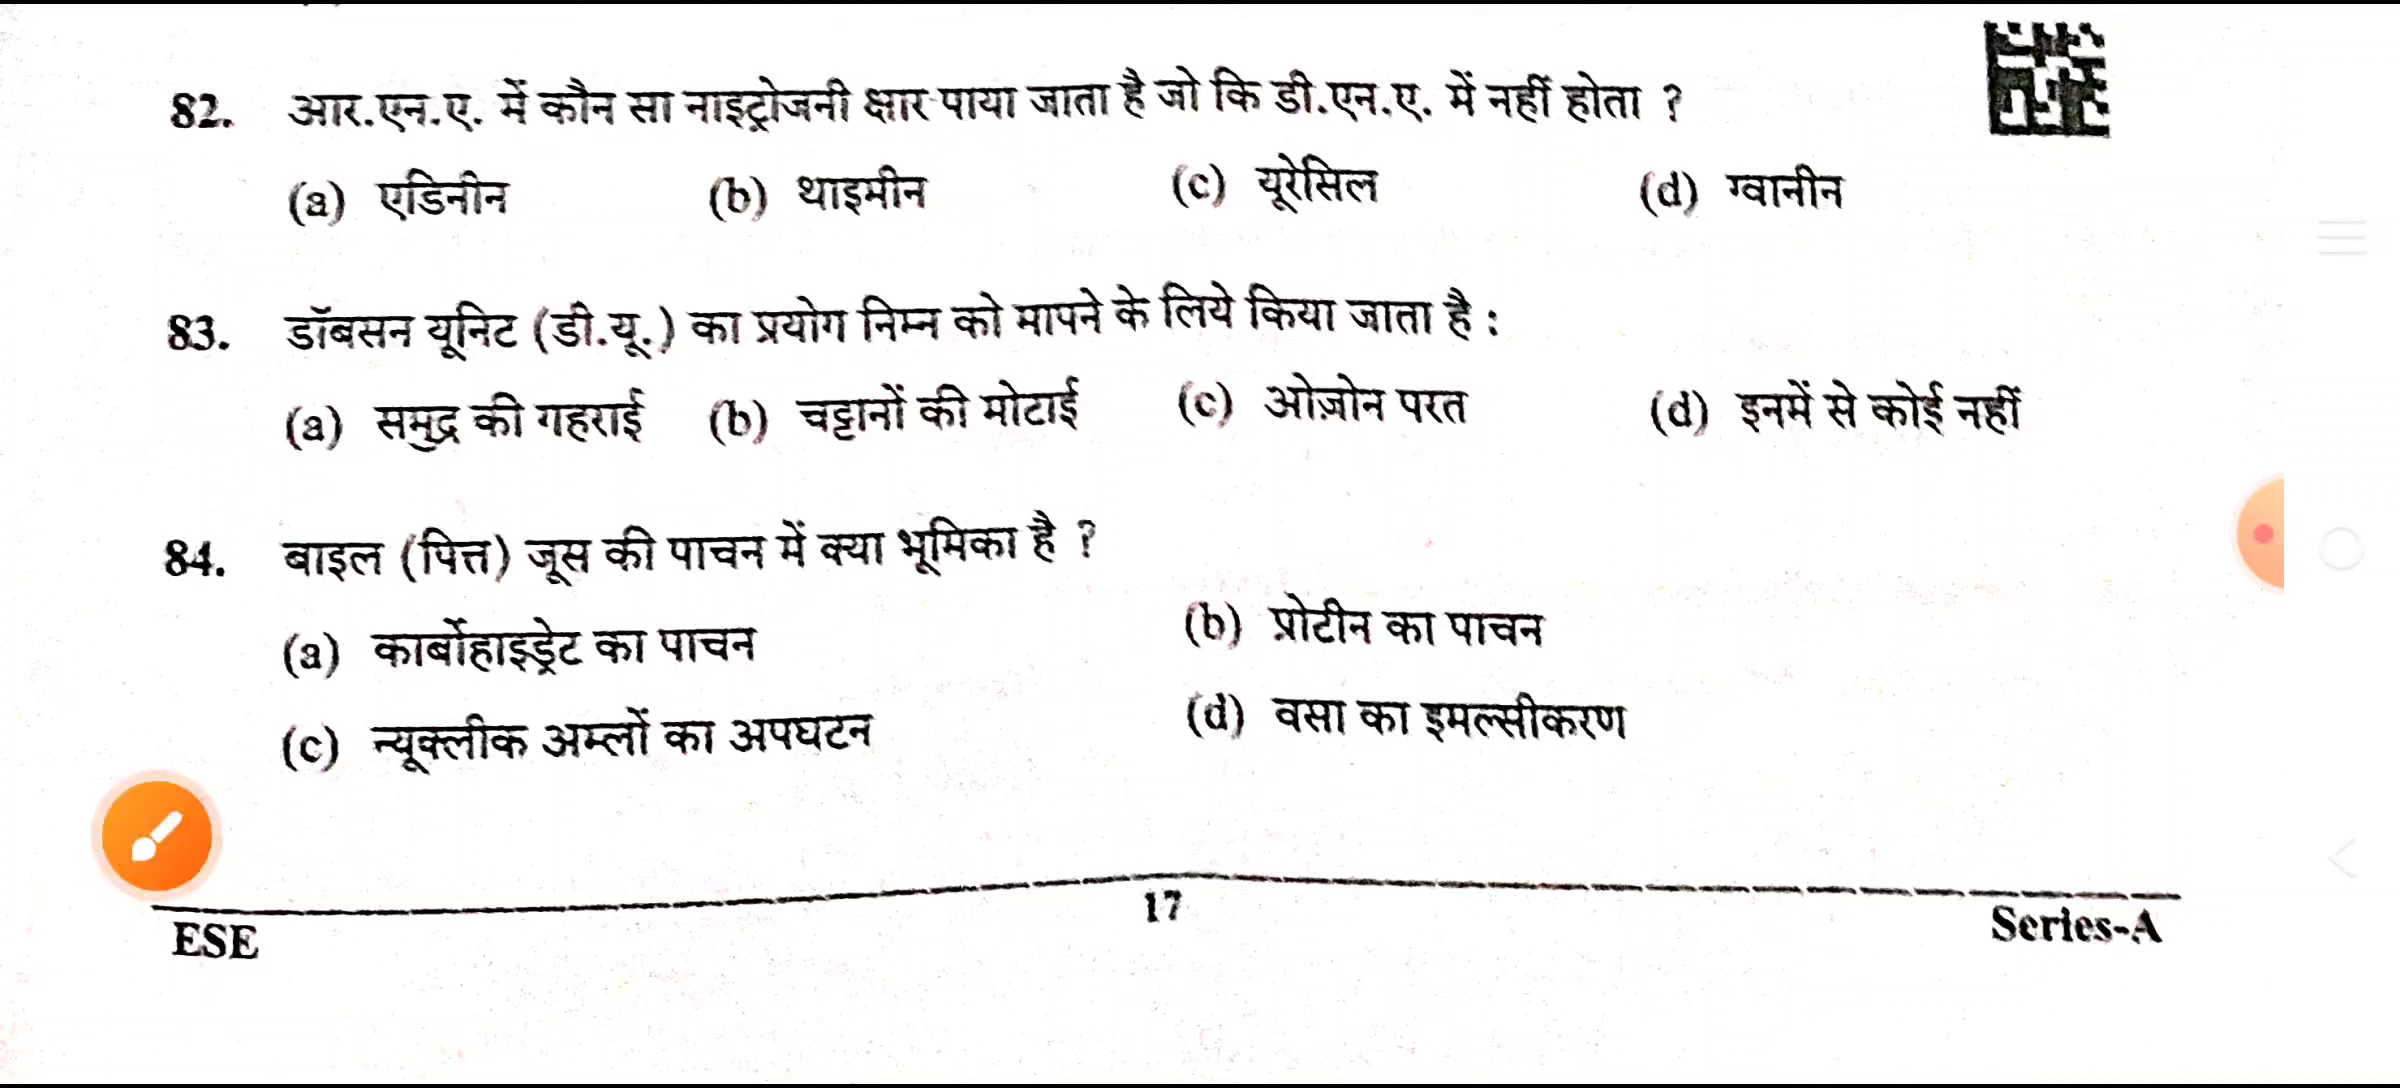 82. आर.एन.ए. में कौन सा नाइट्रोजनी क्षार पाया जाता है जो कि डी.एन.ए. में नहीं होता ?
(a) एडिनीन (b) थाइमीन (c) यूरेसिल (d) ग्वानीन
83. डॉबसन यूनिट (डी.यू.) का प्रयोग निम्न को मापने के लिये किया जाता है :
(a) समुद्र की गहराई (b) चट्टानों की मोटाई (c) ओज़ोन परत (d) इनमें से कोई नहीं
84. बाइल (पित्त) जूस की पाचन में क्या भूमिका है ?
(a) कार्बोहाइड्रेट का पाचन (b) प्रोटीन का पाचन
(c) न्यूक्लीक अम्लों का अपघटन (d) वसा का इमल्सीकरण
ESE 17 Series-A